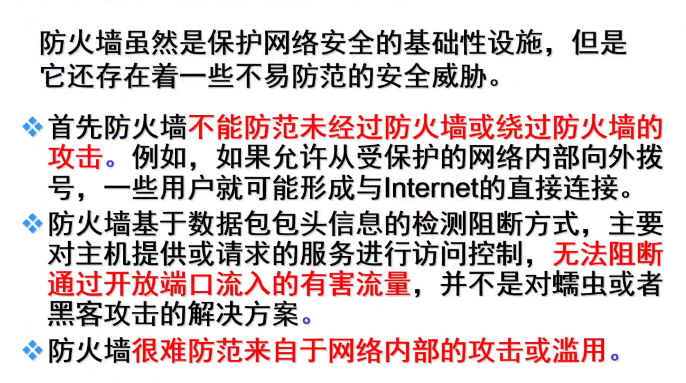 防火墙虽然是保护网络安全的基础性设施，但是
它还存在着一些不易防范的安全威胁。
首先防火墙不能防范未经过防火墙或绕过防火墙的
攻击。例如，如果允许从受保护的网络内部向外拨
号，一些用户就可能形成与Internet的直接连接。
防火墙基于数据包包头信息的检测阻断方式，主要
对主机提供或请求的服务进行访问控制，无法阻断
通过开放端口流入的有害流量，并不是对蠕虫或者
黑客攻击的解决方案。
防火墙很难防范来自于网络内部的攻击或滥用。